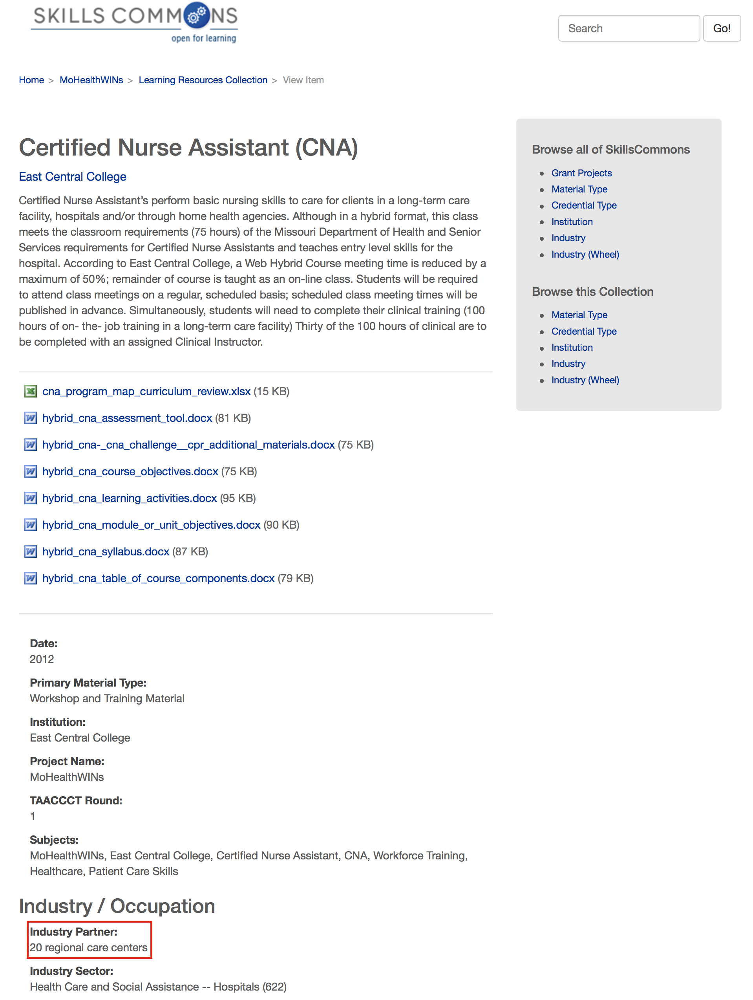 SKILLS COMMONS
open for learning
Search
Go!
Home > MoHealthWINs > Learning Resources Collection > View Item
Certified Nurse Assistant (CNA)
East Central College
Certified Nurse Assistant’s perform basic nursing skills to care for clients in a long-term care
facility, hospitals and/or through home health agencies. Although in a hybrid format, this class
meets the classroom requirements (75 hours) of the Missouri Department of Health and Senior
Services requirements for Certified Nurse Assistants and teaches entry level skills for the
hospital. According to East Central College, a Web Hybrid Course meeting time is reduced by a
maximum of 50%; remainder of course is taught as an on-line class. Students will be required
to attend class meetings on a regular, scheduled basis; scheduled class meeting times will be
published in advance. Simultaneously, students will need to complete their clinical training (100
hours of on- the- job training in a long-term care facility) Thirty of the 100 hours of clinical are to
be completed with an assigned Clinical Instructor.
cna_program_map_curriculum_review.xlsx (15 KB)
hybrid_cna_assessment_tool.docx (81 KB)
hybrid_cna-_cna_challenge__cpr_additional_materials.docx (75 KB)
hybrid_cna_course_objectives.docx (75 KB)
hybrid_cna_learning_activities.docx (95 KB)
hybrid_cna_module_or_unit_objectives.docx (90 KB)
hybrid_cna_syllabus.docx (87 KB)
hybrid_cna_table_of_course_components.docx (79 KB)
Date:
2012
Primary Material Type:
Workshop and Training Material
Institution:
East Central College
Project Name:
MoHealthWINs
TAACCCT Round:
1
Subjects:
MoHealthWINs, East Central College, Certified Nurse Assistant, CNA, Workforce Training,
Healthcare, Patient Care Skills
Industry / Occupation
Industry Partner:
20 regional care centers
Industry Sector:
Health Care and Social Assistance -- Hospitals (622)
Browse all of SkillsCommons
Grant Projects
Material Type
Credential Type
Institution
Industry
Industry (Wheel)
Browse this Collection
Material Type
Credential Type
Institution
Industry
Industry (Wheel)